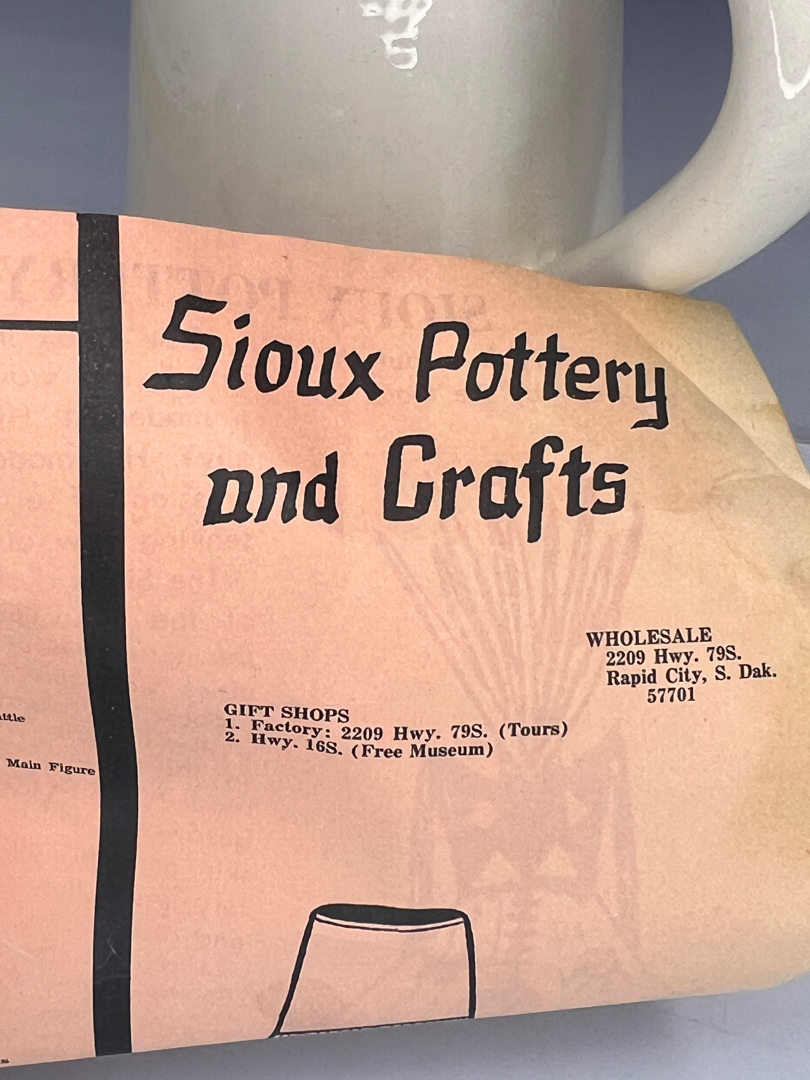 Sioux Pottery
and Crafts
WHOLESALE
2209 Hwy. 79S.
Rapid City, S. Dak.
57701
GIFT SHOPS
1. Factory: 2209 Hwy. 79S. (Tours)
2. Hwy. 16S. (Free Museum)
Main Figure